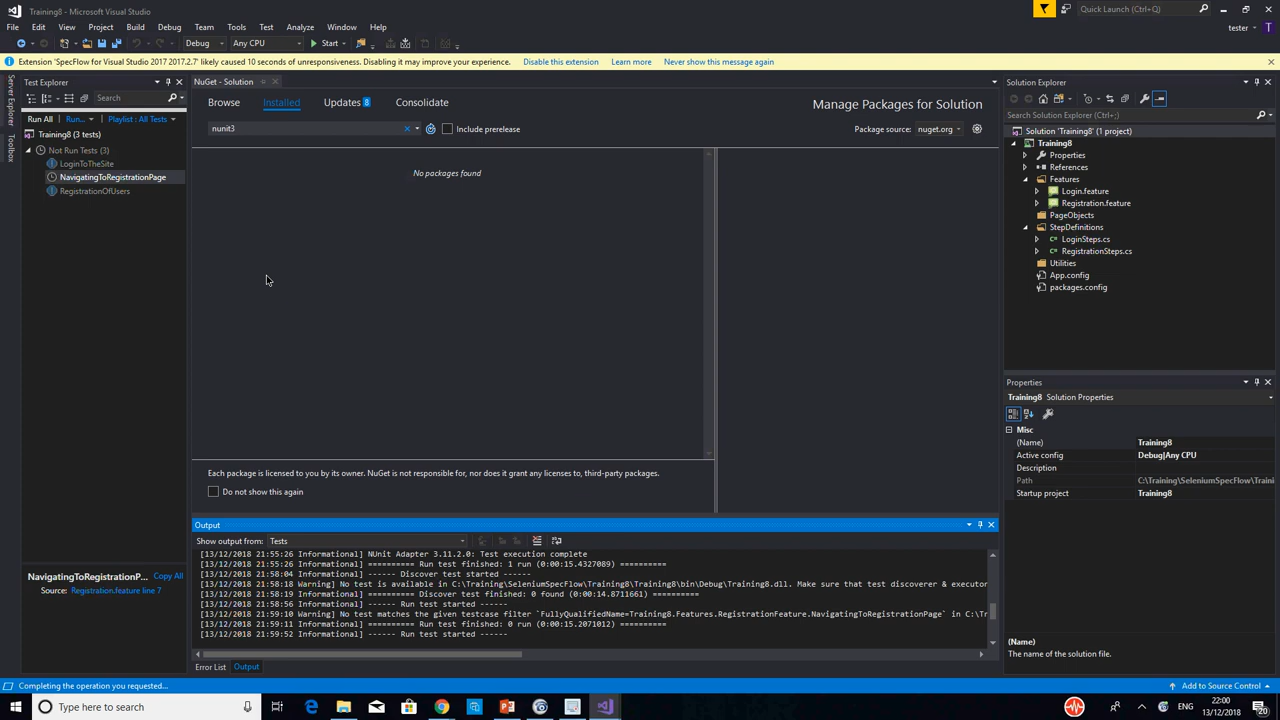 Training8 - Microsoft Visual Studio
Quick Launch (Ctrl+;)
File Edit View Project Build Debug Team Tools Test Analyze Window Help
tester T
Debug Any CPU Start
Extension 'SpecFlow for Visual Studio 2017 2017.2.7' likely caused 10 seconds of unresponsiveness. Disabling it may improve your experience. Disable this extension Learn more Never show this message again
Server Explorer
Toolbox
Test Explorer
Search
Run All Run... Playlist : All Tests
Training8 (3 tests)
Not Run Tests (3)
LoginToTheSite
NavigatingToRegistrationPage
RegistrationOfUsers
NavigatingToRegistrationP... Copy All
Source: Registration.feature line 7
NuGet - Solution
Browse Installed Updates 8 Consolidate
Manage Packages for Solution
nunit3
Include prerelease
Package source: nuget.org
No packages found
Each package is licensed to you by its owner. NuGet is not responsible for, nor does it grant any licenses to, third-party packages.
Do not show this again
Output
Show output from: Tests
[13/12/2018 21:55:26 Informational] NUnit Adapter 3.11.2.0: Test execution complete
[13/12/2018 21:55:26 Informational] ========== Run test finished: 1 run (0:00:15.4327089) ==========
[13/12/2018 21:58:04 Informational] ------ Discover test started ------
[13/12/2018 21:58:18 Warning] No test is available in C:\Training\SeleniumSpecFlow\Training8\Training8\bin\Debug\Training8.dll. Make sure that test discoverer & executor
[13/12/2018 21:58:19 Informational] ========== Discover test finished: 0 found (0:00:14.8711661) ==========
[13/12/2018 21:58:56 Informational] ------ Run test started ------
[13/12/2018 21:59:10 Warning] No test matches the given testcase filter `FullyQualifiedName=Training8.Features.RegistrationFeature.NavigatingToRegistrationPage` in C:\Tr
[13/12/2018 21:59:11 Informational] ========== Run test finished: 0 run (0:00:15.2071012) ==========
[13/12/2018 21:59:52 Informational] ------ Run test started ------
Error List Output
Solution Explorer
Search Solution Explorer (Ctrl+;)
Solution 'Training8' (1 project)
Training8
Properties
References
Features
Login.feature
Registration.feature
PageObjects
StepDefinitions
C# LoginSteps.cs
C# RegistrationSteps.cs
Utilities
App.config
packages.config
Properties
Training8 Solution Properties
Misc
(Name) Training8
Active config Debug|Any CPU
Description
Path C:\Training\SeleniumSpecFlow\Traini
Startup project Training8
(Name)
The name of the solution file.
Completing the operation you requested...
Add to Source Control
Type here to search
ENG
22:00
13/12/2018
20